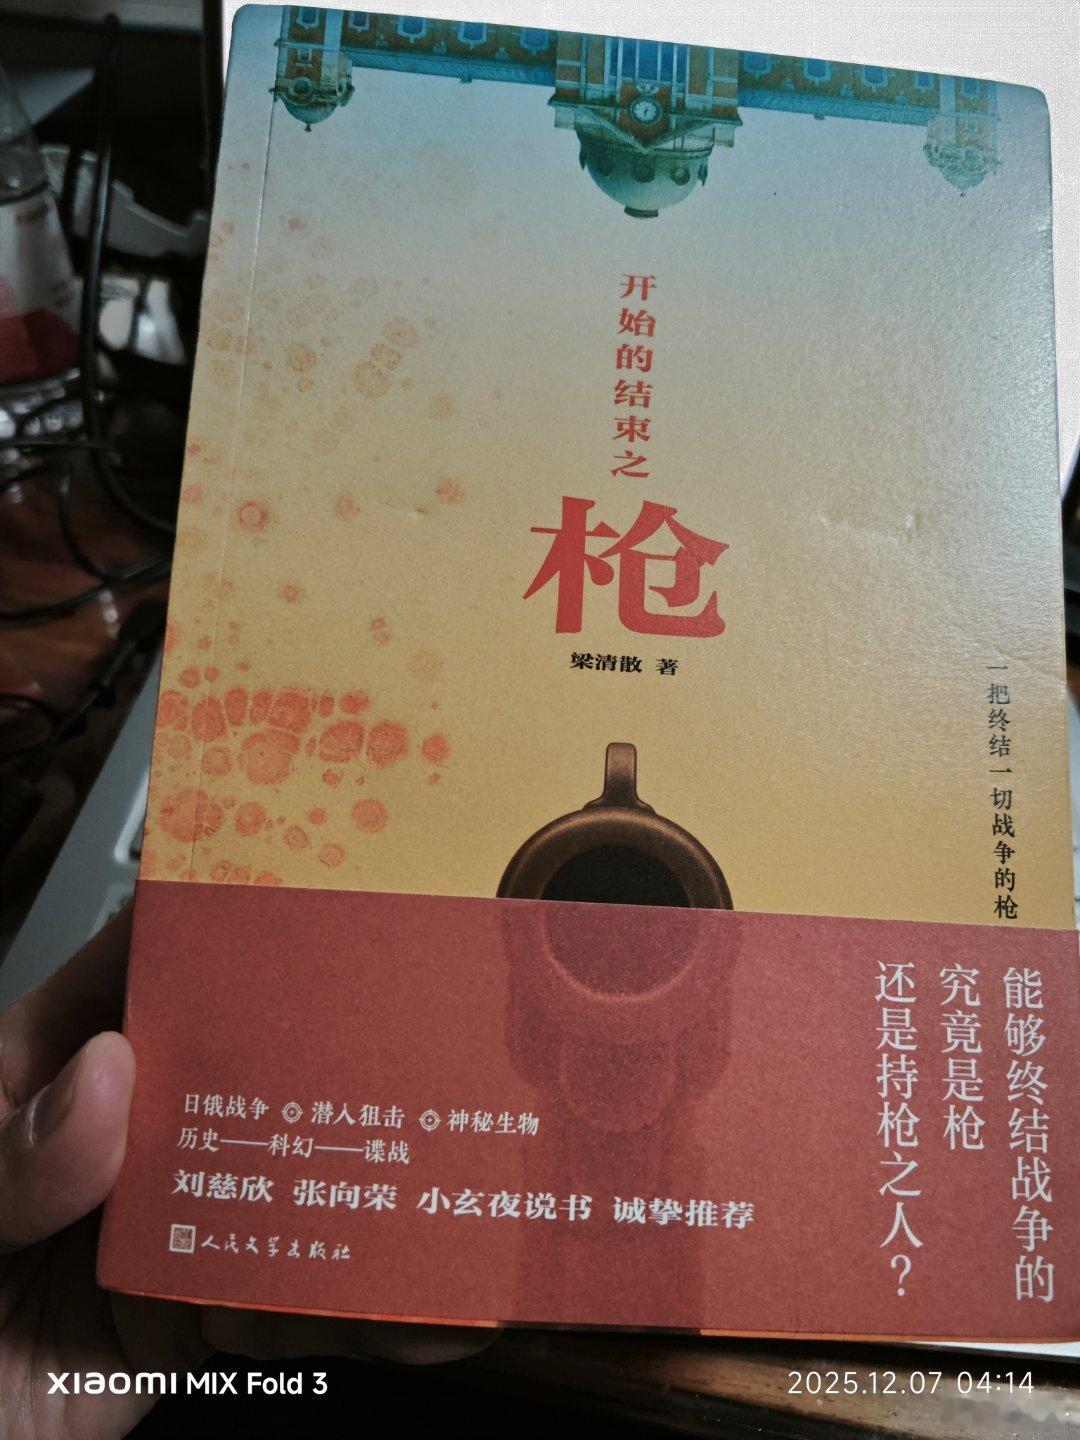 开始的结束之
枪
梁清散 著
一把终结一切战争的枪
能够终结战争的
究竟是枪
还是持枪之人？
日俄战争 潜入狙击 神秘生物
历史——科幻——谍战
刘慈欣 张向荣 小玄夜说书 诚挚推荐
人民文学出版社
xiaomi MIX Fold 3
2025.12.07 04:14